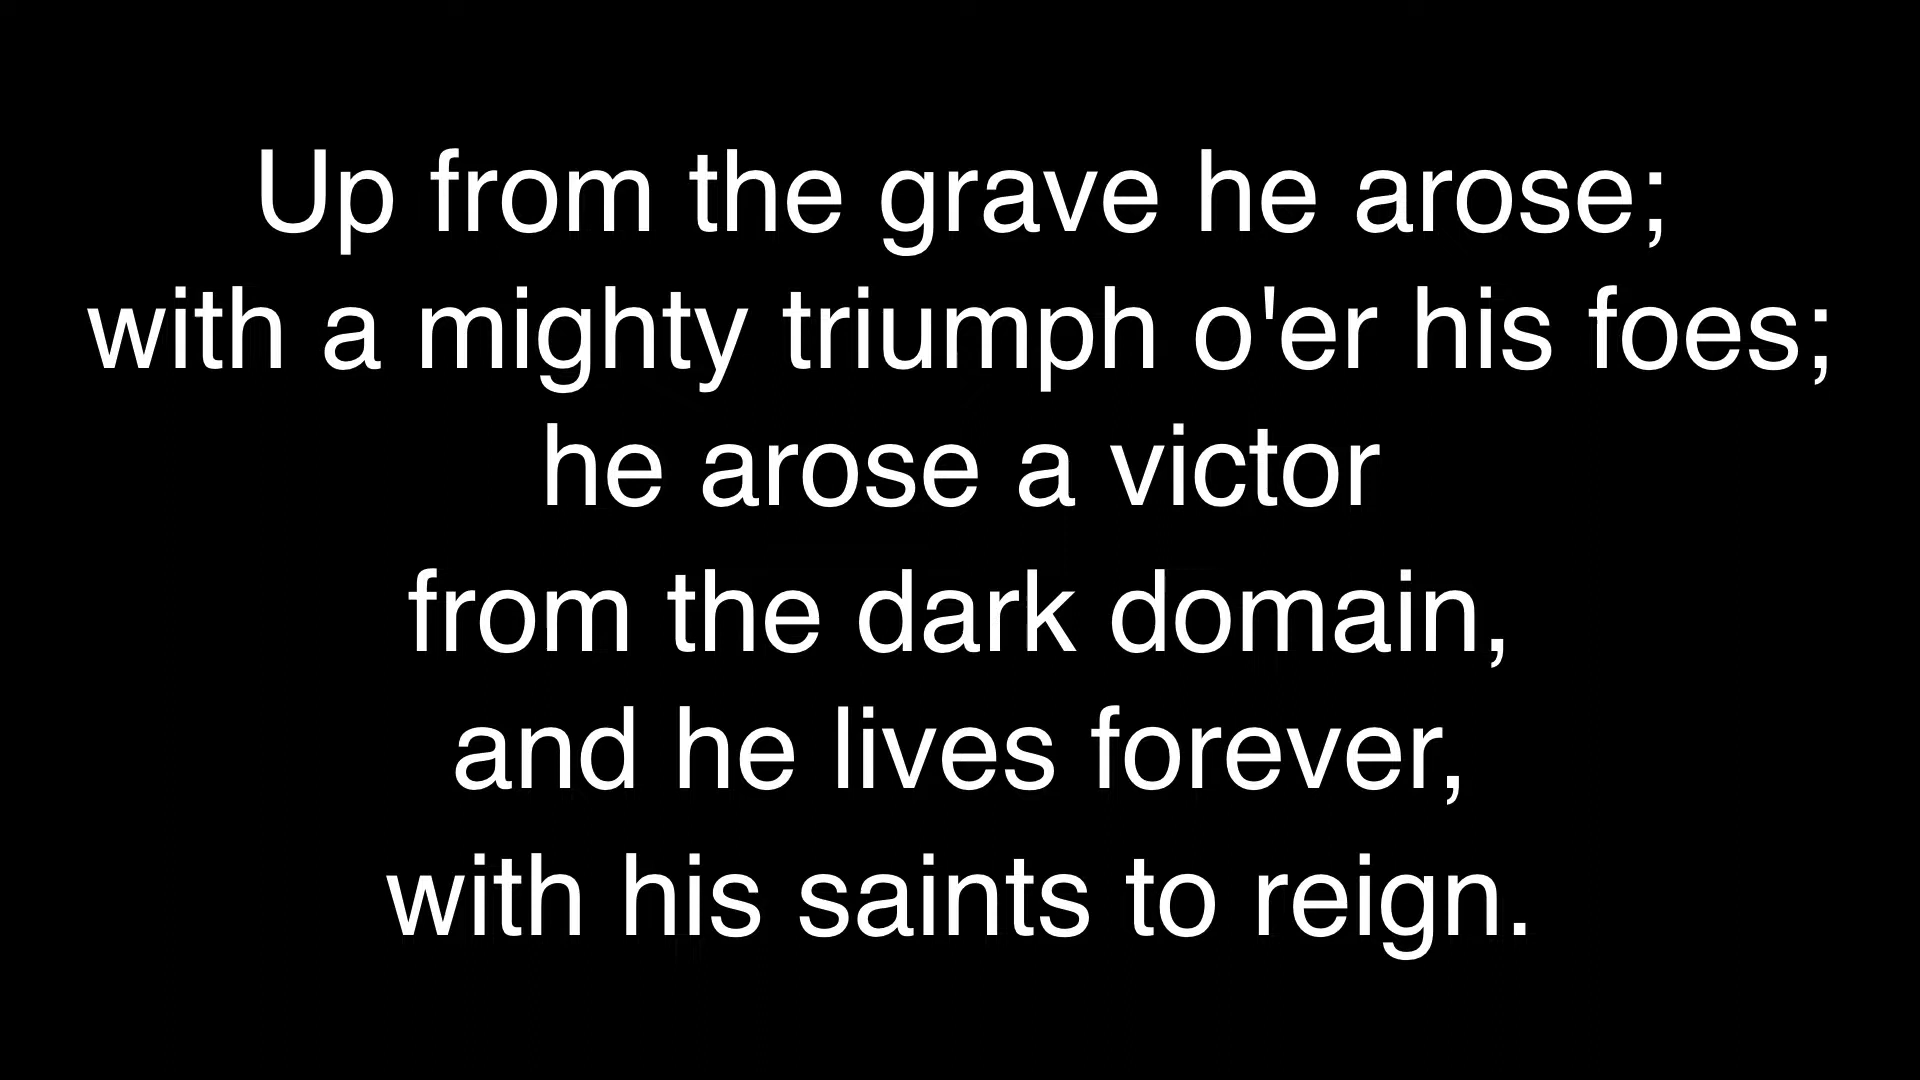 Up from the grave he arose;
with a mighty triumph o'er his foes;
he arose a victor
from the dark domain,
and he lives forever,
with his saints to reign.